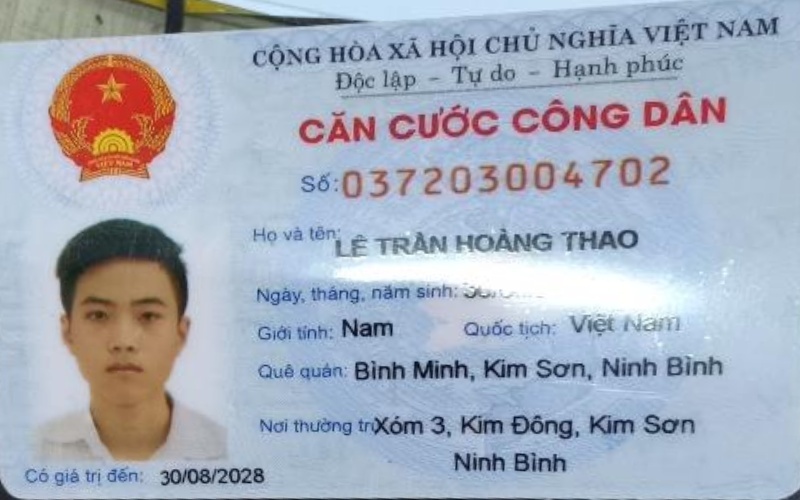 CỘNG HÒA XÃ HỘI CHỦ NGHĨA VIỆT NAM
Độc lập - Tự do - Hạnh phúc
CĂN CƯỚC CÔNG DÂN
Số: 037203004702
Họ và tên: LÊ TRẦN HOÀNG THAO
Ngày, tháng, năm sinh:
Giới tính: Nam Quốc tịch: Việt Nam
Quê quán: Bình Minh, Kim Sơn, Ninh Bình
Nơi thường trú Xóm 3, Kim Đông, Kim Sơn
Ninh Bình
Có giá trị đến: 30/08/2028